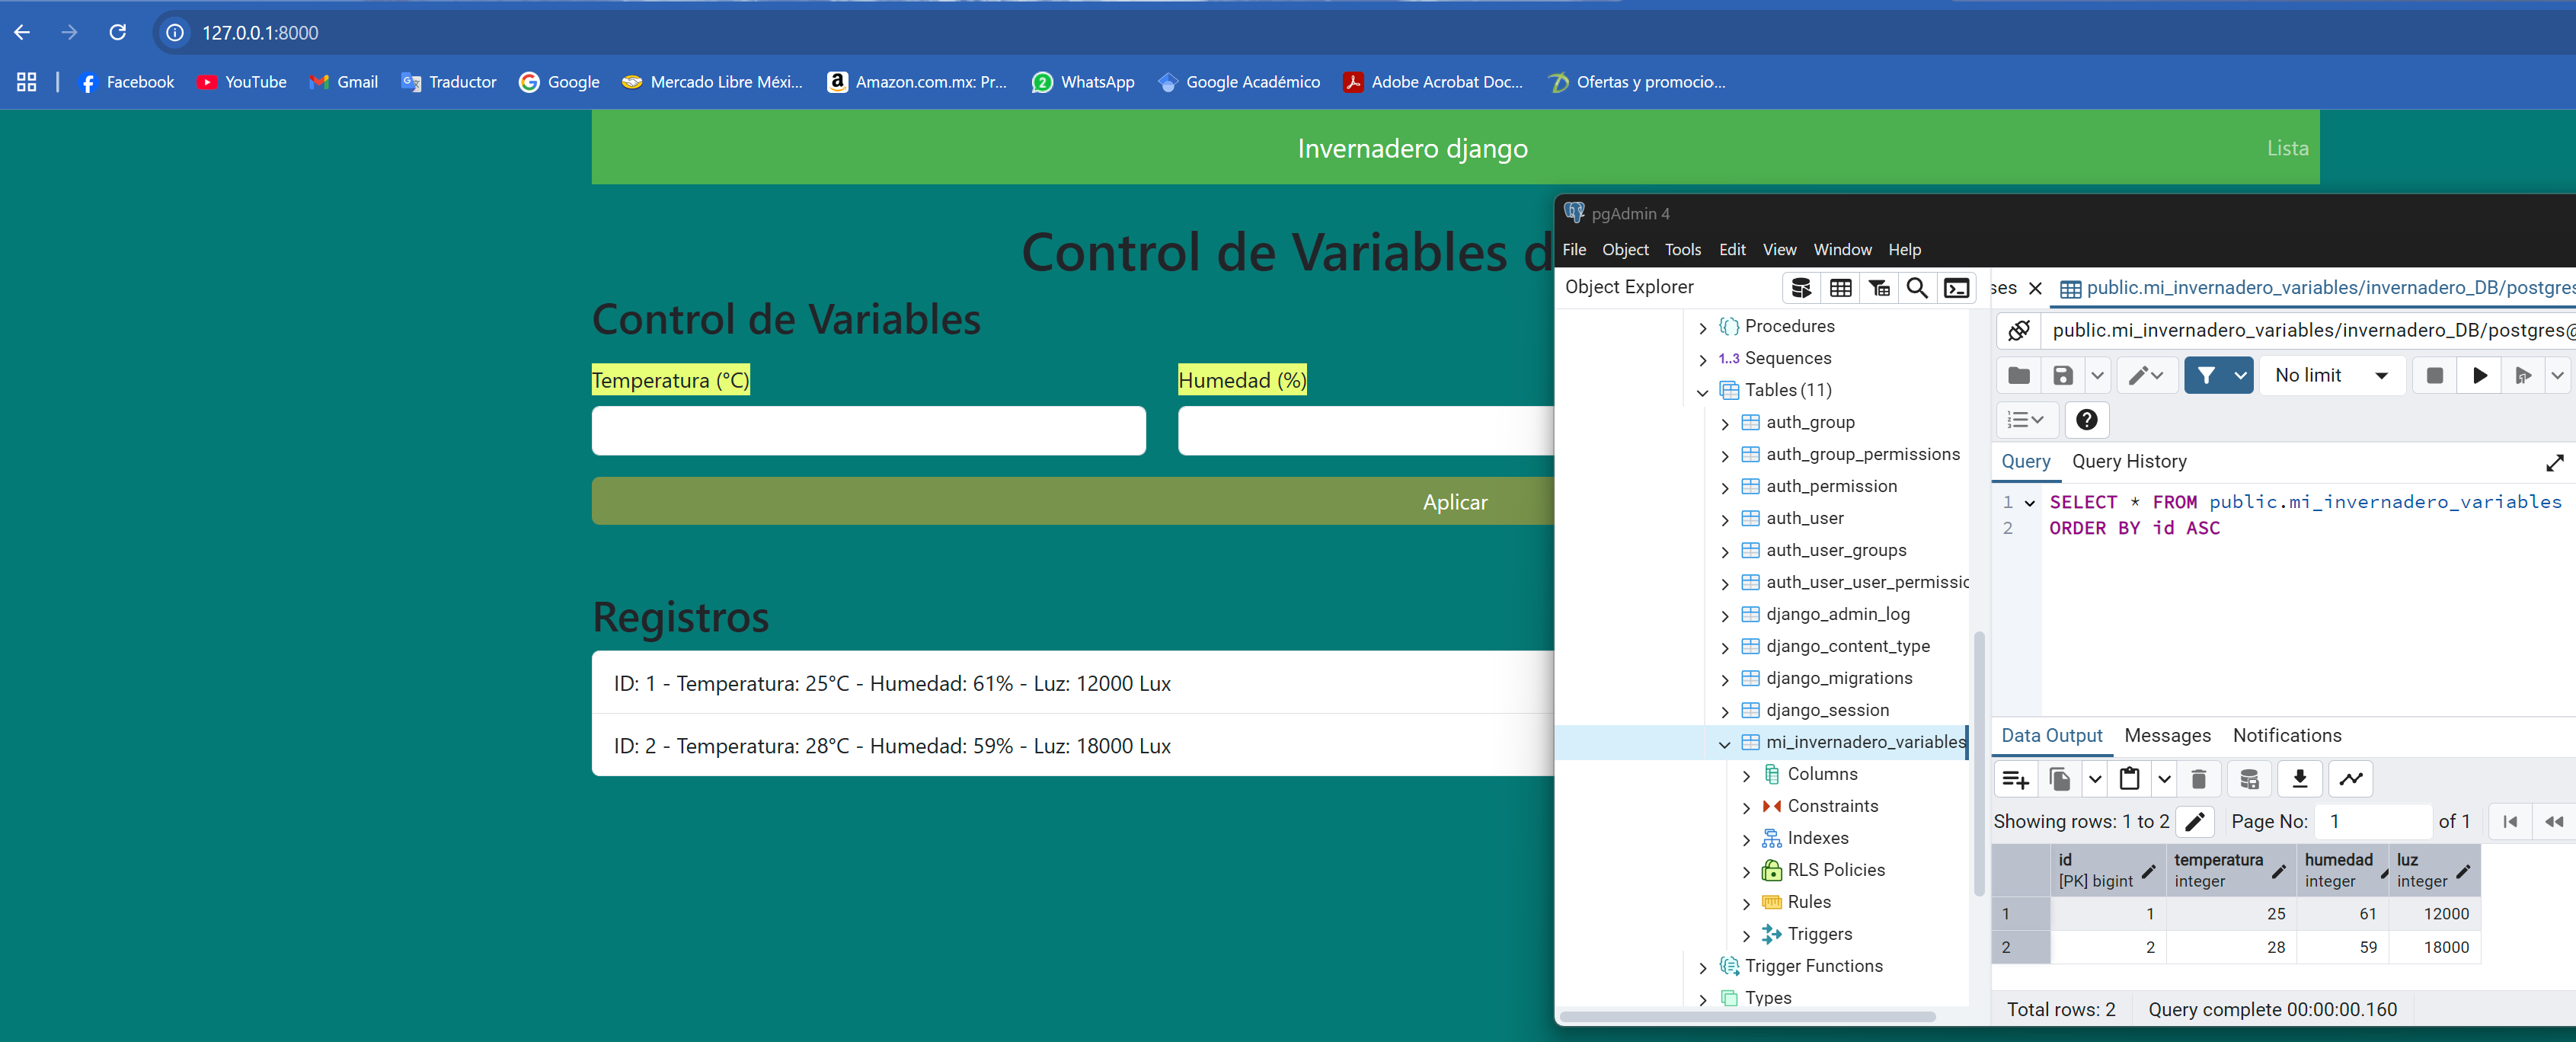 127.0.0.1:8000
Facebook
YouTube
Gmail
Traductor
Google
Mercado Libre Méxi...
Amazon.com.mx: Pr...
WhatsApp
Google Académico
Adobe Acrobat Doc...
Ofertas y promocio...
Invernadero django
Lista
Control de Variables d
Control de Variables
Temperatura (°C)
Humedad (%)
Aplicar
Registros
ID: 1 - Temperatura: 25°C - Humedad: 61% - Luz: 12000 Lux
ID: 2 - Temperatura: 28°C - Humedad: 59% - Luz: 18000 Lux
pgAdmin 4
File Object Tools Edit View Window Help
Object Explorer
Procedures
1..3 Sequences
Tables (11)
auth_group
auth_group_permissions
auth_permission
auth_user
auth_user_groups
auth_user_user_permissic
django_admin_log
django_content_type
django_migrations
django_session
mi_invernadero_variables
Columns
Constraints
Indexes
RLS Policies
Rules
Triggers
Trigger Functions
Types
ses
public.mi_invernadero_variables/invernadero_DB/postgres
public.mi_invernadero_variables/invernadero_DB/postgres@
No limit
Query Query History
1 SELECT * FROM public.mi_invernadero_variables
2 ORDER BY id ASC
Data Output Messages Notifications
Showing rows: 1 to 2 Page No: 1 of 1
id temperatura humedad luz
[PK] bigint integer integer integer
1 1 25 61 12000
2 2 28 59 18000
Total rows: 2 Query complete 00:00:00.160